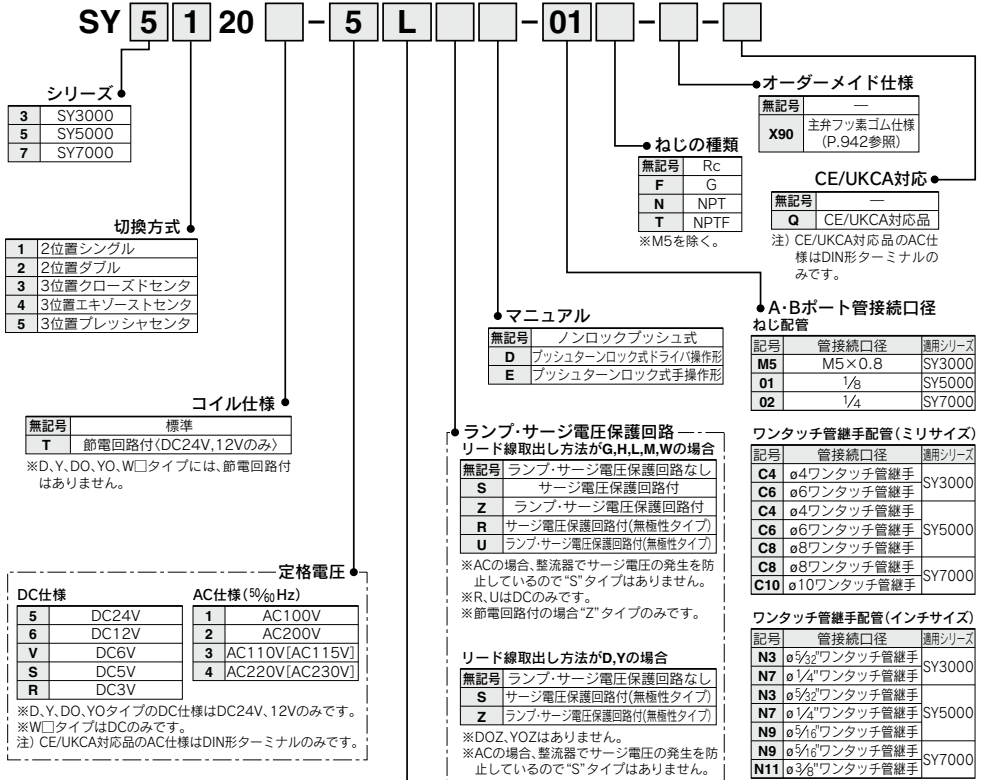 SY 5 1 20 □ - 5 L □ □ - 01 □ - □ - □
シリーズ
3 SY3000
5 SY5000
7 SY7000
切換方式
1 2位置シングル
2 2位置ダブル
3 3位置クローズドセンタ
4 3位置エキゾーストセンタ
5 3位置プレッシャセンタ
コイル仕様
無記号 標準
T 節電回路付〈DC24V,12Vのみ〉
※D、Y、DO、YO、W□タイプには、節電回路付
はありません。
定格電圧
DC仕様
5 DC24V
6 DC12V
V DC6V
S DC5V
R DC3V
AC仕様(50/60Hz)
1 AC100V
2 AC200V
3 AC110V[AC115V]
4 AC220V[AC230V]
※D、Y、DO、YOタイプのDC仕様はDC24V、12Vのみです。
※W□タイプはDCのみです。
注) CE/UKCA対応品のAC仕様はDIN形ターミナルのみです。
マニュアル
無記号 ノンロックプッシュ式
D プッシュターンロック式ドライバ操作形
E プッシュターンロック式手操作形
ランプ・サージ電圧保護回路
リード線取出し方法がG,H,L,M,Wの場合
無記号 ランプ・サージ電圧保護回路なし
S サージ電圧保護回路付
Z ランプ・サージ電圧保護回路付
R サージ電圧保護回路付(無極性タイプ)
U ランプ・サージ電圧保護回路付(無極性タイプ)
※ACの場合、整流器でサージ電圧の発生を防
止しているので“S”タイプはありません。
※R、UはDCのみです。
※節電回路付の場合“Z”タイプのみです。
リード線取出し方法がD,Yの場合
無記号 ランプ・サージ電圧保護回路なし
S サージ電圧保護回路付(無極性タイプ)
Z ランプ・サージ電圧保護回路付(無極性タイプ)
※DOZ、YOZはありません。
※ACの場合、整流器でサージ電圧の発生を防
止しているので“S”タイプはありません。
ねじの種類
無記号 Rc
F G
N NPT
T NPTF
※M5を除く。
オーダーメイド仕様
無記号 ―
X90 主弁フッ素ゴム仕様
(P.942参照)
CE/UKCA対応
無記号 ―
Q CE/UKCA対応品
注) CE/UKCA対応品のAC仕
様はDIN形ターミナルの
みです。
A・Bポート管接続口径
ねじ配管
記号 管接続口径 適用シリーズ
M5 M5×0.8 SY3000
01 1/8 SY5000
02 1/4 SY7000
ワンタッチ管継手配管(ミリサイズ)
記号 管接続口径 適用シリーズ
C4 ø4ワンタッチ管継手 SY3000
C6 ø6ワンタッチ管継手
C4 ø4ワンタッチ管継手
C6 ø6ワンタッチ管継手 SY5000
C8 ø8ワンタッチ管継手
C8 ø8ワンタッチ管継手 SY7000
C10 ø10ワンタッチ管継手
ワンタッチ管継手配管(インチサイズ)
記号 管接続口径 適用シリーズ
N3 ø5/32"ワンタッチ管継手 SY3000
N7 ø1/4"ワンタッチ管継手
N3 ø5/32"ワンタッチ管継手
N7 ø1/4"ワンタッチ管継手 SY5000
N9 ø5/16"ワンタッチ管継手
N9 ø5/16"ワンタッチ管継手 SY7000
N11 ø3/8"ワンタッチ管継手